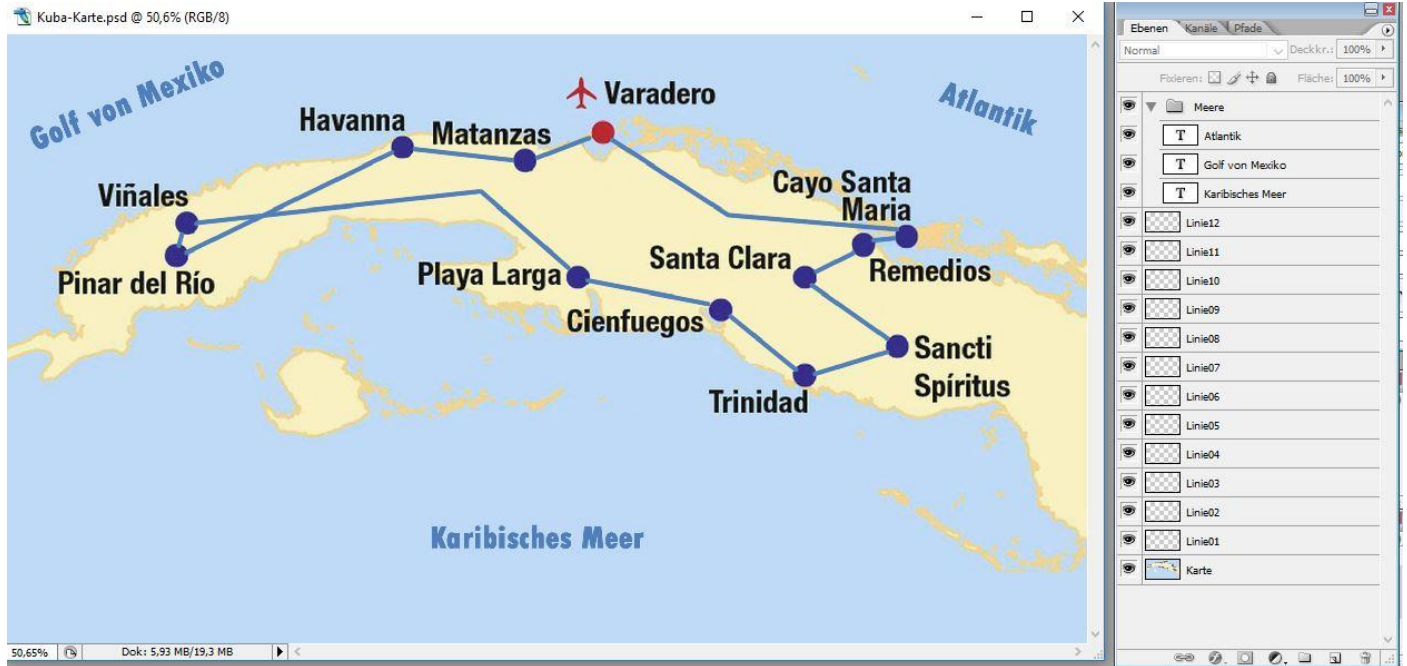 Kuba-Karte.psd @ 50,6% (RGB/8)
Golf von Mexiko
Atlantik
Varadero
Havanna
Matanzas
Viñales
Cayo Santa
Maria
Pinar del Río
Playa Larga
Santa Clara
Remedios
Cienfuegos
Sancti
Spíritus
Trinidad
Karibisches Meer
50,65%
Dok: 5,93 MB/19,3 MB
Ebenen Kanäle Pfade
Normal Deckkr.: 100%
Fixieren: Fläche: 100%
Meere
T Atlantik
T Golf von Mexiko
T Karibisches Meer
Linie12
Linie11
Linie10
Linie09
Linie08
Linie07
Linie06
Linie05
Linie04
Linie03
Linie02
Linie01
Karte